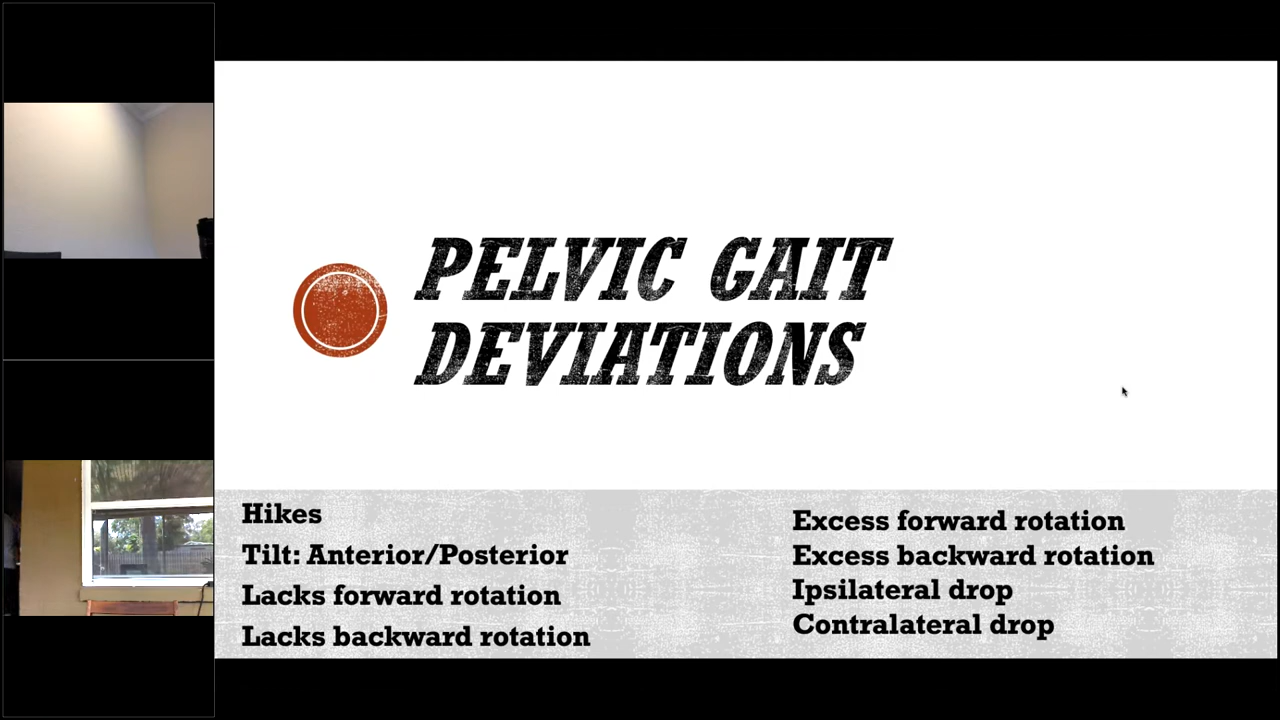 PELVIC GAIT
DEVIATIONS
Hikes
Tilt: Anterior/Posterior
Lacks forward rotation
Lacks backward rotation
Excess forward rotation
Excess backward rotation
Ipsilateral drop
Contralateral drop